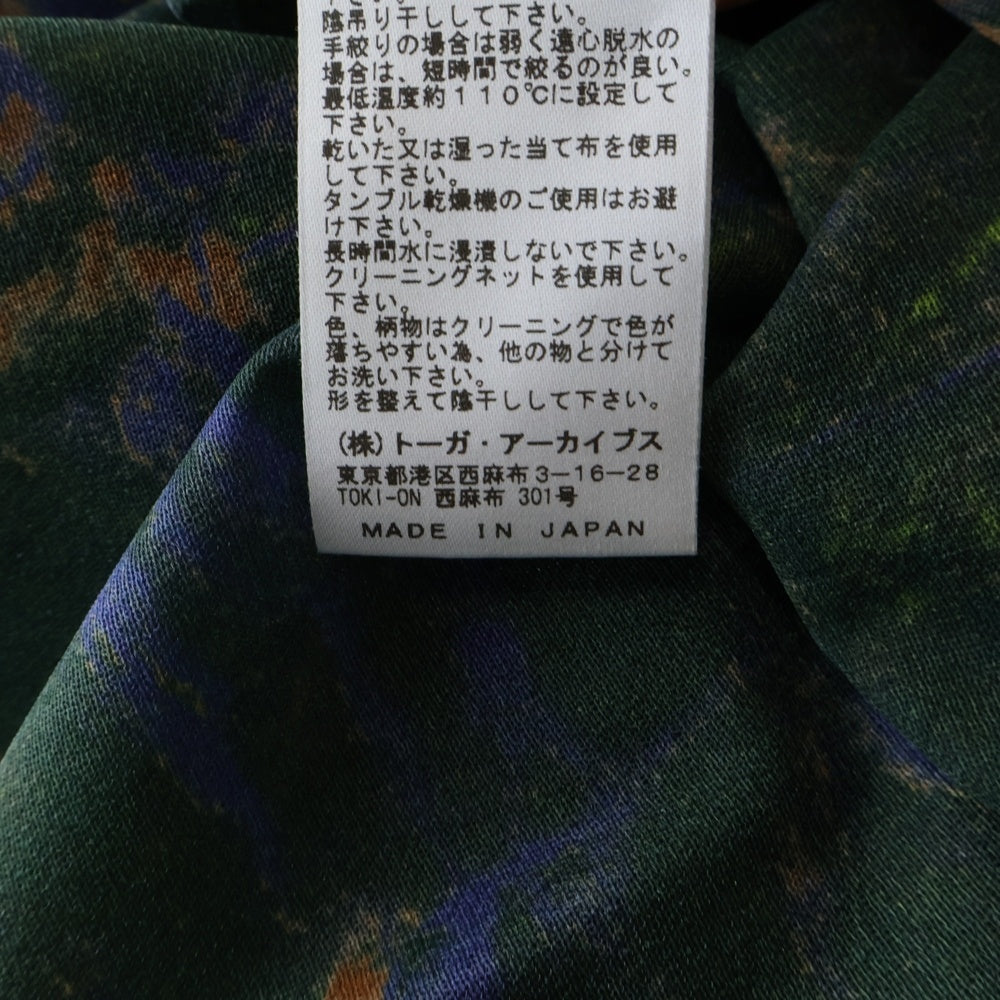 下さい。
陰吊り干しして下さい。
手絞りの場合は弱く遠心脱水の
場合は、短時間で絞るのが良い。
最低温度約110℃に設定して
下さい。
乾いた又は湿った当て布を使用
して下さい。
タンブル乾燥機のご使用はお避
け下さい。
長時間水に浸漬しないで下さい。
クリーニングネットを使用して
下さい。
色、柄物はクリーニングで色が
落ちやすい為、他の物と分けて
お洗い下さい。
形を整えて陰干しして下さい。
(株)トーガ・アーカイブス
東京都港区西麻布3-16-28
TOKI-ON 西麻布 301号
MADE IN JAPAN